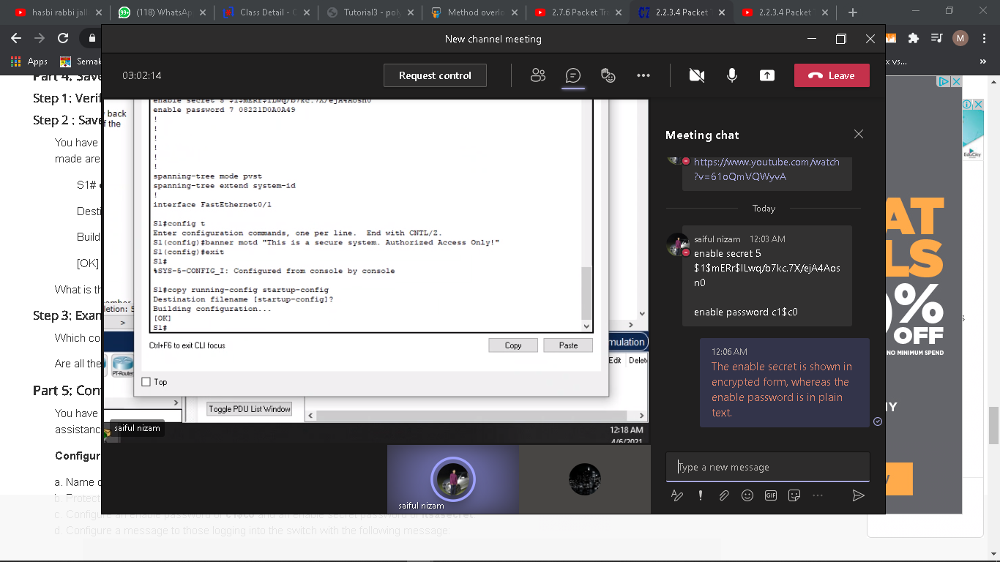 hasbi rabbi jall
(118) WhatsAp
Class Detail - C
Tutorial3 - pol
Method overlo
2.7.6 Packet Tra
2.2.3.4 Packet T
2.2.3.4 Packet
M
Apps
Semak
x vs...
New channel meeting
03:02:14
Request control
Leave
Part 4: Save
Step 1: Verif
Step 2 : Save
You have
made are
S1# 
Desti
Build
[OK]
What is th
Step 3: Exam
Which co
Are all the
Part 5: Con
You have
assistanc
Configur
a. Name d
b. Protect
c. Configure an enable password of c1$c0 and an enable secret password of itsasecret.
d. Configure a message to those logging into the switch with the following message:
back
f the
enable secret 5 $1$mERr$ILwq/b7kc.7X/ejA4Aosn0
enable password 7 08221D0A0A49
!
!
!
!
!
!
spanning-tree mode pvst
spanning-tree extend system-id
!
interface FastEthernet0/1
S1#config t
Enter configuration commands, one per line. End with CNTL/Z.
S1(config)#banner motd "This is a secure system. Authorized Access Only!"
S1(config)#exit
S1#
%SYS-5-CONFIG_I: Configured from console by console
S1#copy running-config startup-config
Destination filename [startup-config]?
Building configuration...
[OK]
S1#
Ctrl+F6 to exit CLI focus
Copy
Paste
Top
letion: 5
mulation
Edit
Delet
PT-Router
Toggle PDU List Window
saiful nizam
12:18 AM
4/6/2021
saiful nizam
Meeting chat
https://www.youtube.com/watch
?v=61oQmVQWyvA
Today
saiful nizam 12:03 AM
enable secret 5
$1$mERr$ILwq/b7kc.7X/ejA4Aos
n0
enable password c1$c0
12:06 AM
The enable secret is shown in
encrypted form, whereas the
enable password is in plain
text.
Type a new message
GIF
EduCity
AT
LS
%
OFF
NO MINIMUM SPEND